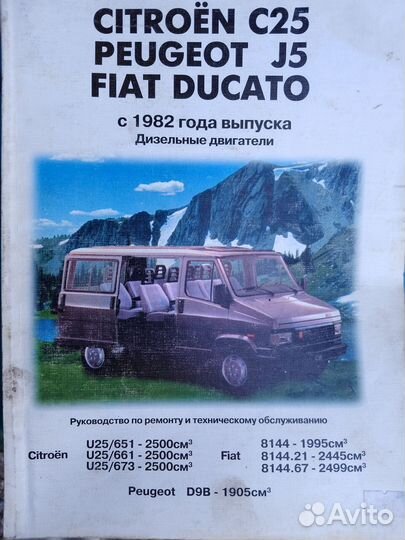 CITROËN C25
PEUGEOT J5
FIAT DUCATO
с 1982 года выпуска
Дизельные двигатели
Руководство по ремонту и техническому обслуживанию
Citroën
U25/651 - 2500см³
U25/661 - 2500см³
U25/673 - 2500см³
Fiat
8144 - 1995см³
8144.21 - 2445см³
8144.67 - 2499см³
Peugeot D9B - 1905см³
Avito